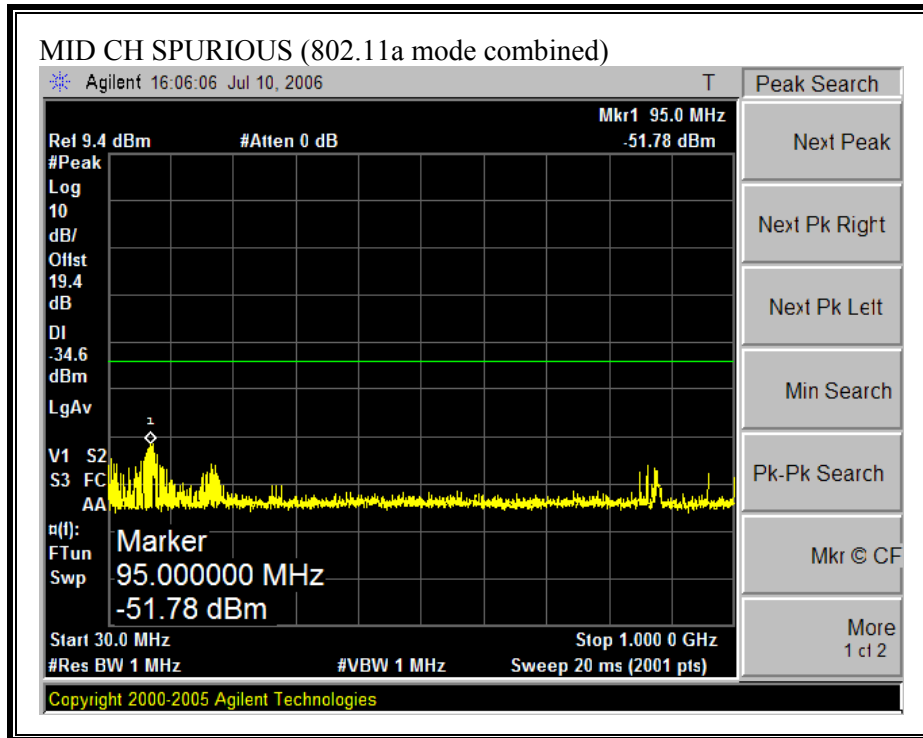 MID CH SPURIOUS (802.11a mode combined)
Agilent 16:06:06 Jul 10, 2006 T
Peak Search
Mkr1 95.0 MHz
Ref 9.4 dBm #Atten 0 dB -51.78 dBm
#Peak
Log
10
dB/
Offst
19.4
dB
DI
-34.6
dBm
LgAv
1
V1 S2
S3 FC
AA
¤(f):
FTun
Swp
Marker
95.000000 MHz
-51.78 dBm
Start 30.0 MHz Stop 1.000 0 GHz
#Res BW 1 MHz #VBW 1 MHz Sweep 20 ms (2001 pts)
Copyright 2000-2005 Agilent Technologies
Next Peak
Next Pk Right
Next Pk Left
Min Search
Pk-Pk Search
Mkr © CF
More
1 of 2